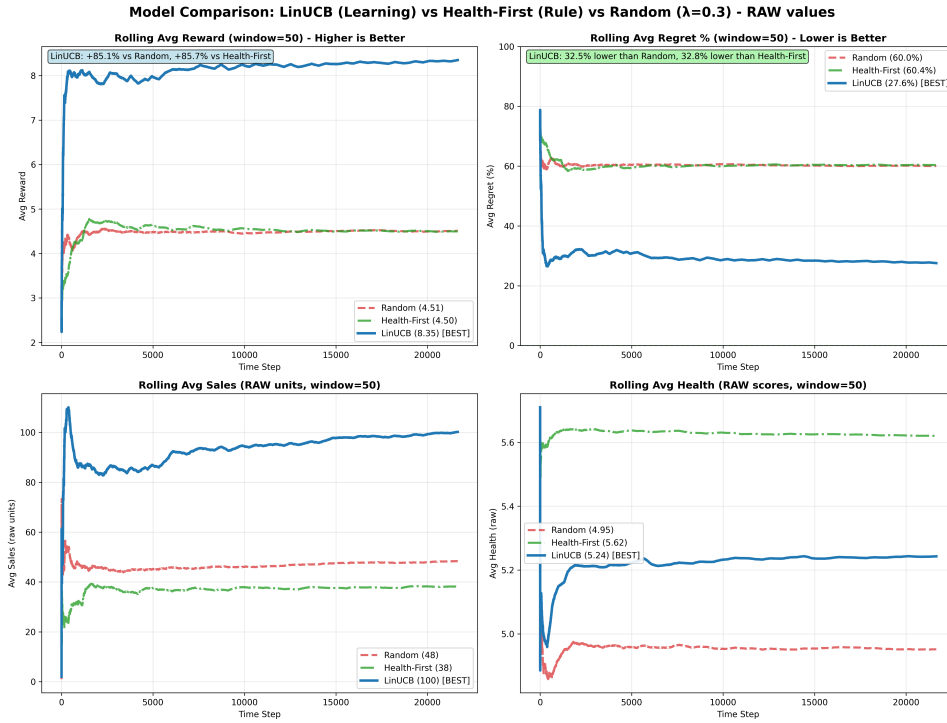 Model Comparison: LinUCB (Learning) vs Health-First (Rule) vs Random (λ=0.3) - RAW values
Rolling Avg Reward (window=50) - Higher is Better
LinUCB: +85.1% vs Random, +85.7% vs Health-First
8
7
6
5
4
3
2
Avg Reward
Random (4.51)
Health-First (4.50)
LinUCB (8.35) [BEST]
0
5000
10000
15000
20000
Time Step
Rolling Avg Regret % (window=50) - Lower is Better
LinUCB: 32.5% lower than Random, 32.8% lower than Health-First
Random (60.0%)
Health-First (60.4%)
LinUCB (27.6%) [BEST]
100
80
60
40
20
0
Avg Regret (%)
0
5000
10000
15000
20000
Time Step
Rolling Avg Sales (RAW units, window=50)
100
80
60
40
20
0
Avg Sales (raw units)
Random (48)
Health-First (38)
LinUCB (100) [BEST]
0
5000
10000
15000
20000
Time Step
Rolling Avg Health (RAW scores, window=50)
5.6
5.4
5.2
5.0
Avg Health (raw)
Random (4.95)
Health-First (5.62)
LinUCB (5.24) [BEST]
0
5000
10000
15000
20000
Time Step